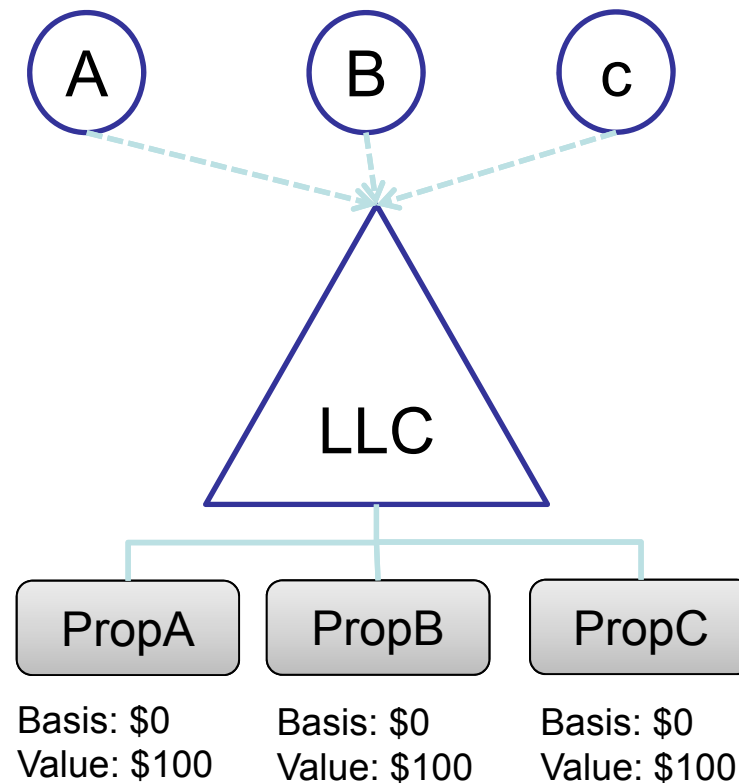 A B c
LLC
PropA PropB PropC
Basis: $0 Basis: $0 Basis: $0
Value: $100 Value: $100 Value: $100